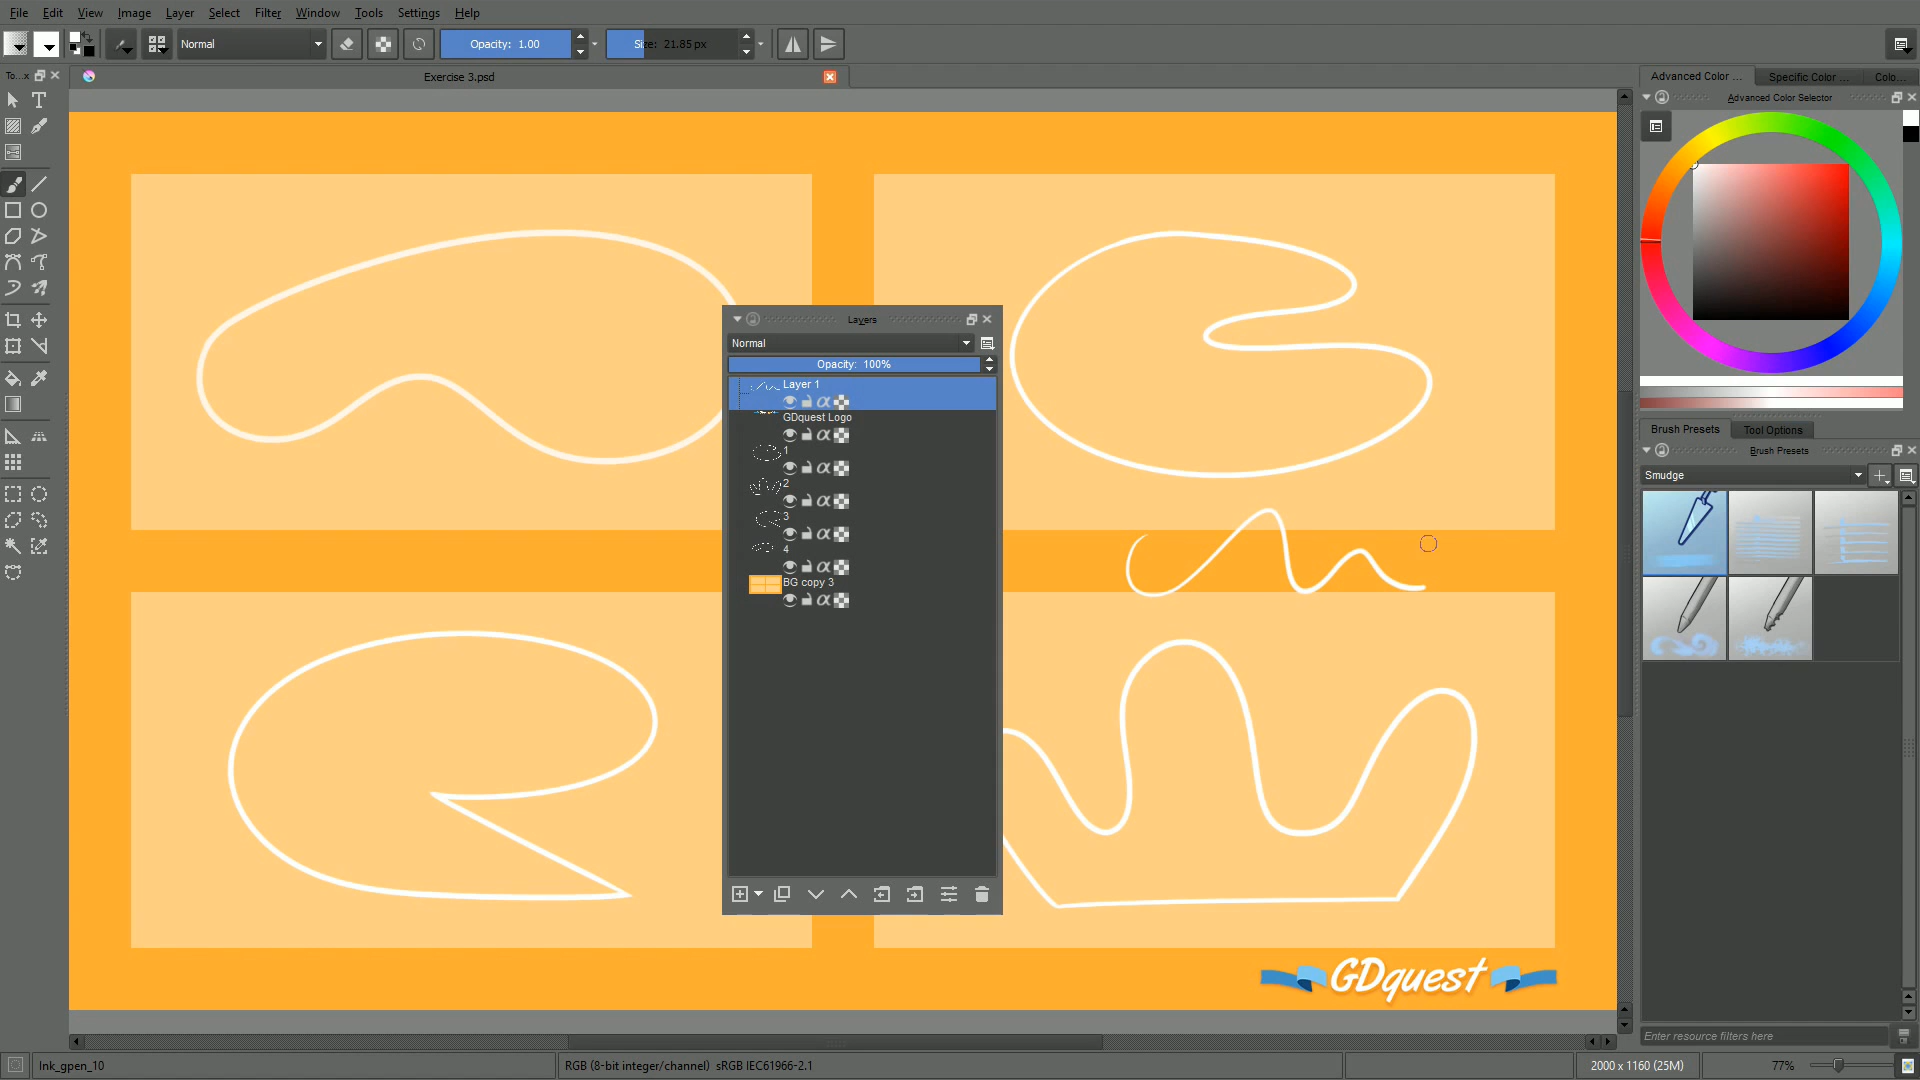 File Edit View Image Layer Select Filter Window Tools Settings Help
Normal Opacity: 1.00 Size: 21.85 px
To...x Exercise 3.psd Advanced Color ... Specific Color ... Colo...
Advanced Color Selector
Layers
Normal
Opacity: 100%
Layer 1
GDquest Logo
1
2
3
4
BG copy 3
Brush Presets Tool Options
Brush Presets
Smudge
GDquest
Enter resource filters here
Ink_gpen_10 RGB (8-bit integer/channel) sRGB IEC61966-2.1 2000 x 1160 (25M) 77%